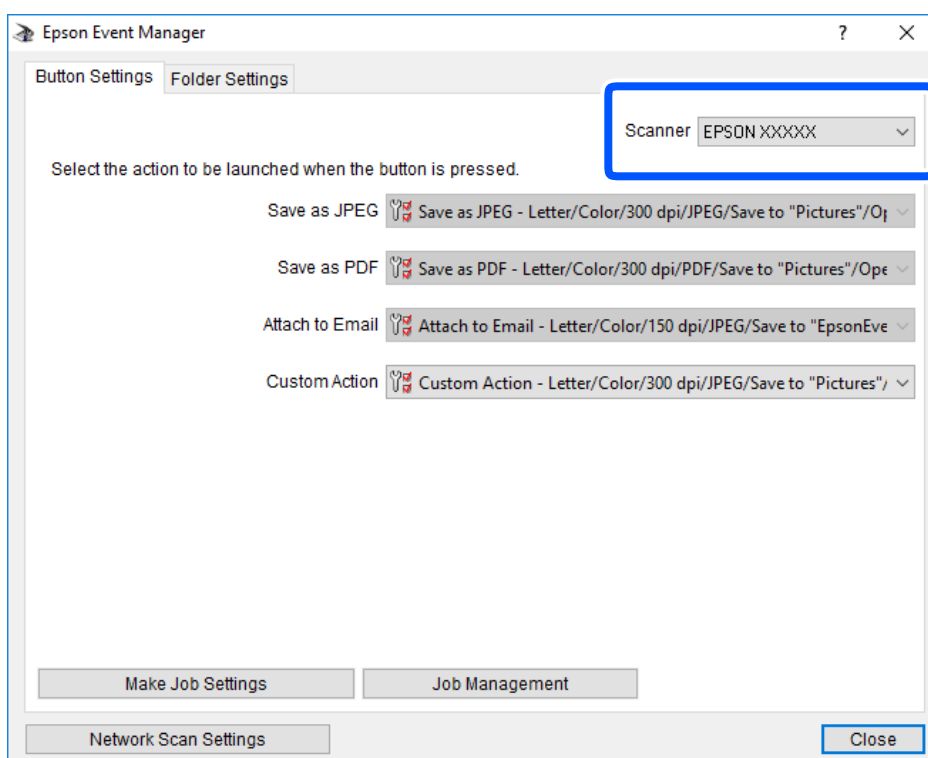 Epson Event Manager
Button Settings Folder Settings
Scanner EPSON XXXXX
Select the action to be launched when the button is pressed.
Save as JPEG Save as JPEG - Letter/Color/300 dpi/JPEG/Save to "Pictures"/
Save as PDF Save as PDF - Letter/Color/300 dpi/PDF/Save to "Pictures"/Ope
Attach to Email Attach to Email - Letter/Color/150 dpi/JPEG/Save to "EpsonEve
Custom Action Custom Action - Letter/Color/300 dpi/JPEG/Save to "Pictures"/
Make Job Settings Job Management
Network Scan Settings Close